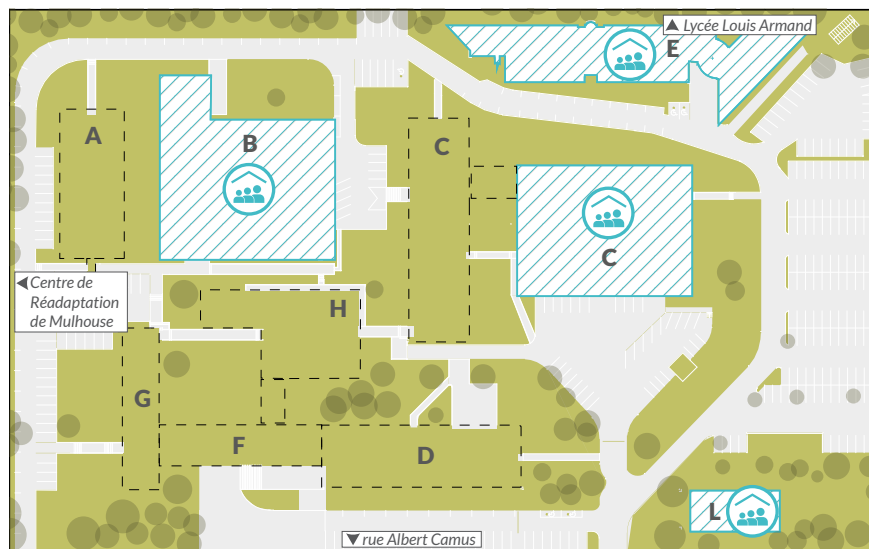 ▲ Lycée Louis Armand
E
A
B
C
C
◀ Centre de
Réadaptation
de Mulhouse
H
G
F
D
L
▼ rue Albert Camus